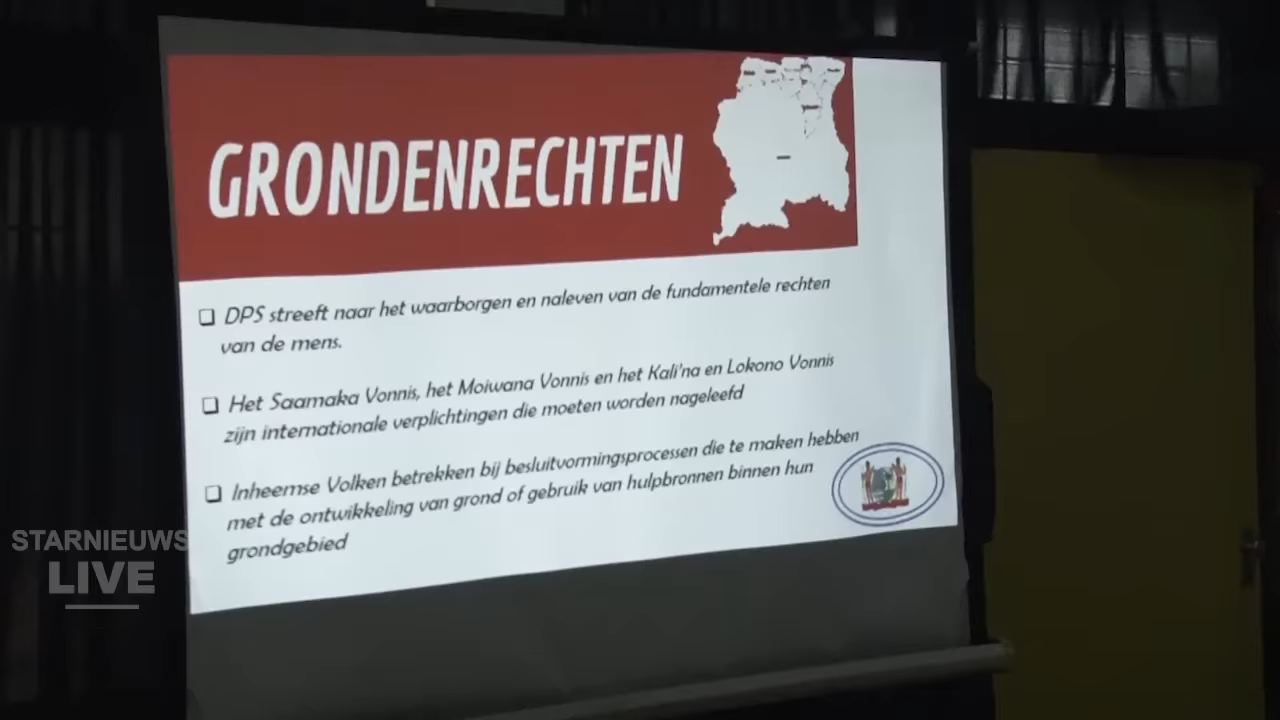 GRONDENRECHTEN
❑ DPS streeft naar het waarborgen en naleven van de fundamentele rechten
van de mens.
❑ Het Saamaka Vonnis, het Moiwana Vonnis en het Kali'na en Lokono Vonnis
zijn internationale verplichtingen die moeten worden nageleefd
❑ Inheemse Volken betrekken bij besluitvormingsprocessen die te maken hebben
met de ontwikkeling van grond of gebruik van hulpbronnen binnen hun
grondgebied
STARNIEUWS
LIVE